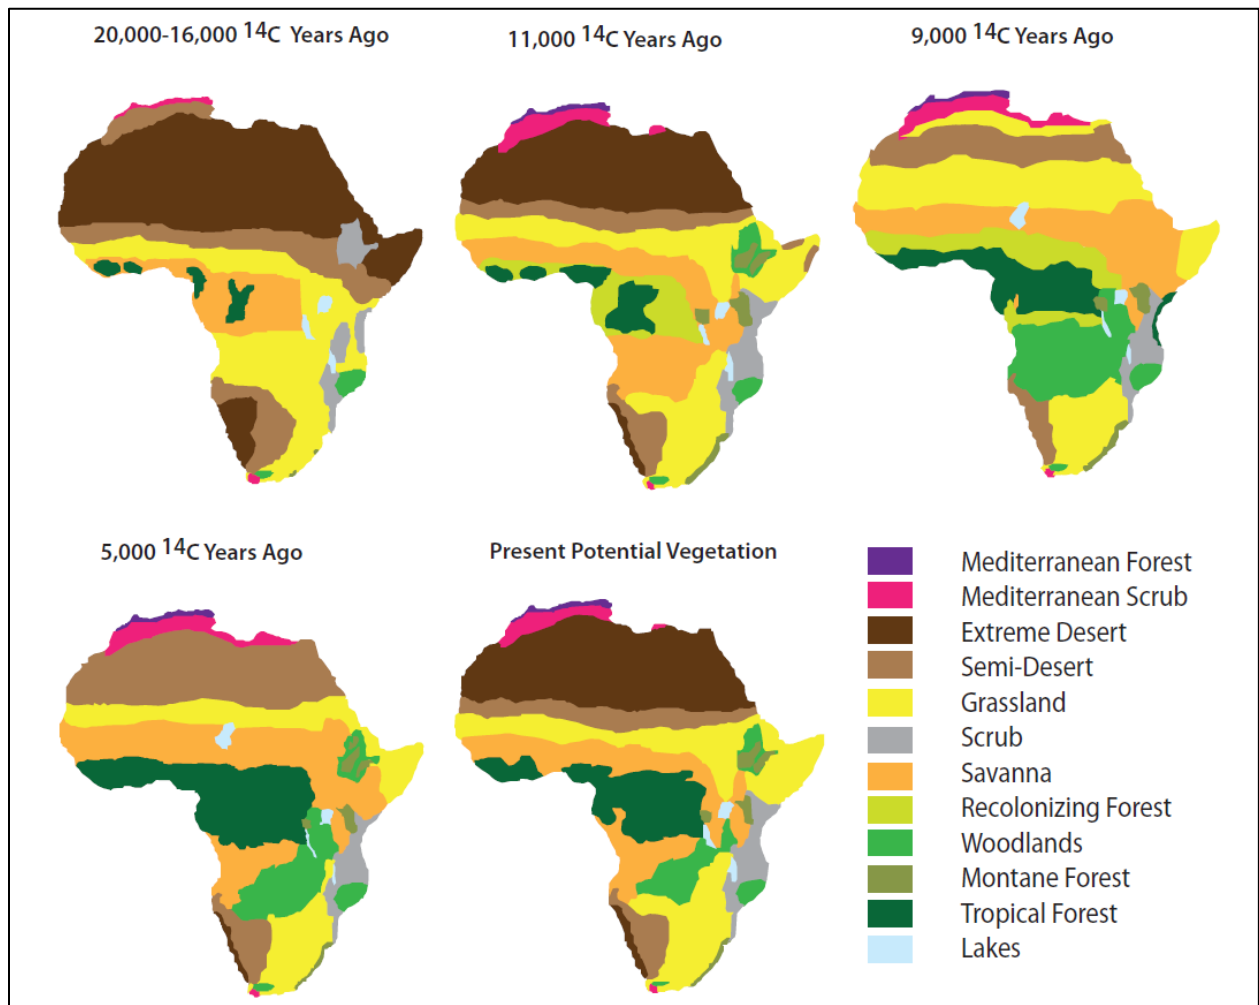 20,000-16,000 14C Years Ago
11,000 14C Years Ago
9,000 14C Years Ago
5,000 14C Years Ago
Present Potential Vegetation
Mediterranean Forest
Mediterranean Scrub
Extreme Desert
Semi-Desert
Grassland
Scrub
Savanna
Recolonizing Forest
Woodlands
Montane Forest
Tropical Forest
Lakes